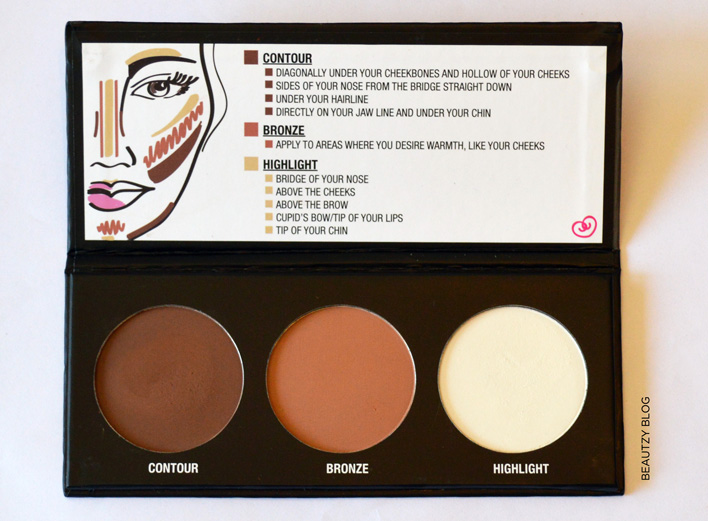 CONTOUR
DIAGONALLY UNDER YOUR CHEEKBONES AND HOLLOW OF YOUR CHEEKS
SIDES OF YOUR NOSE FROM THE BRIDGE STRAIGHT DOWN
UNDER YOUR HAIRLINE
DIRECTLY ON YOUR JAW LINE AND UNDER YOUR CHIN
BRONZE
APPLY TO AREAS WHERE YOU DESIRE WARMTH, LIKE YOUR CHEEKS
HIGHLIGHT
BRIDGE OF YOUR NOSE
ABOVE THE CHEEKS
ABOVE THE BROW
CUPID'S BOW/TIP OF YOUR LIPS
TIP OF YOUR CHIN
CONTOUR
BRONZE
HIGHLIGHT
BEAUTZY BLOG